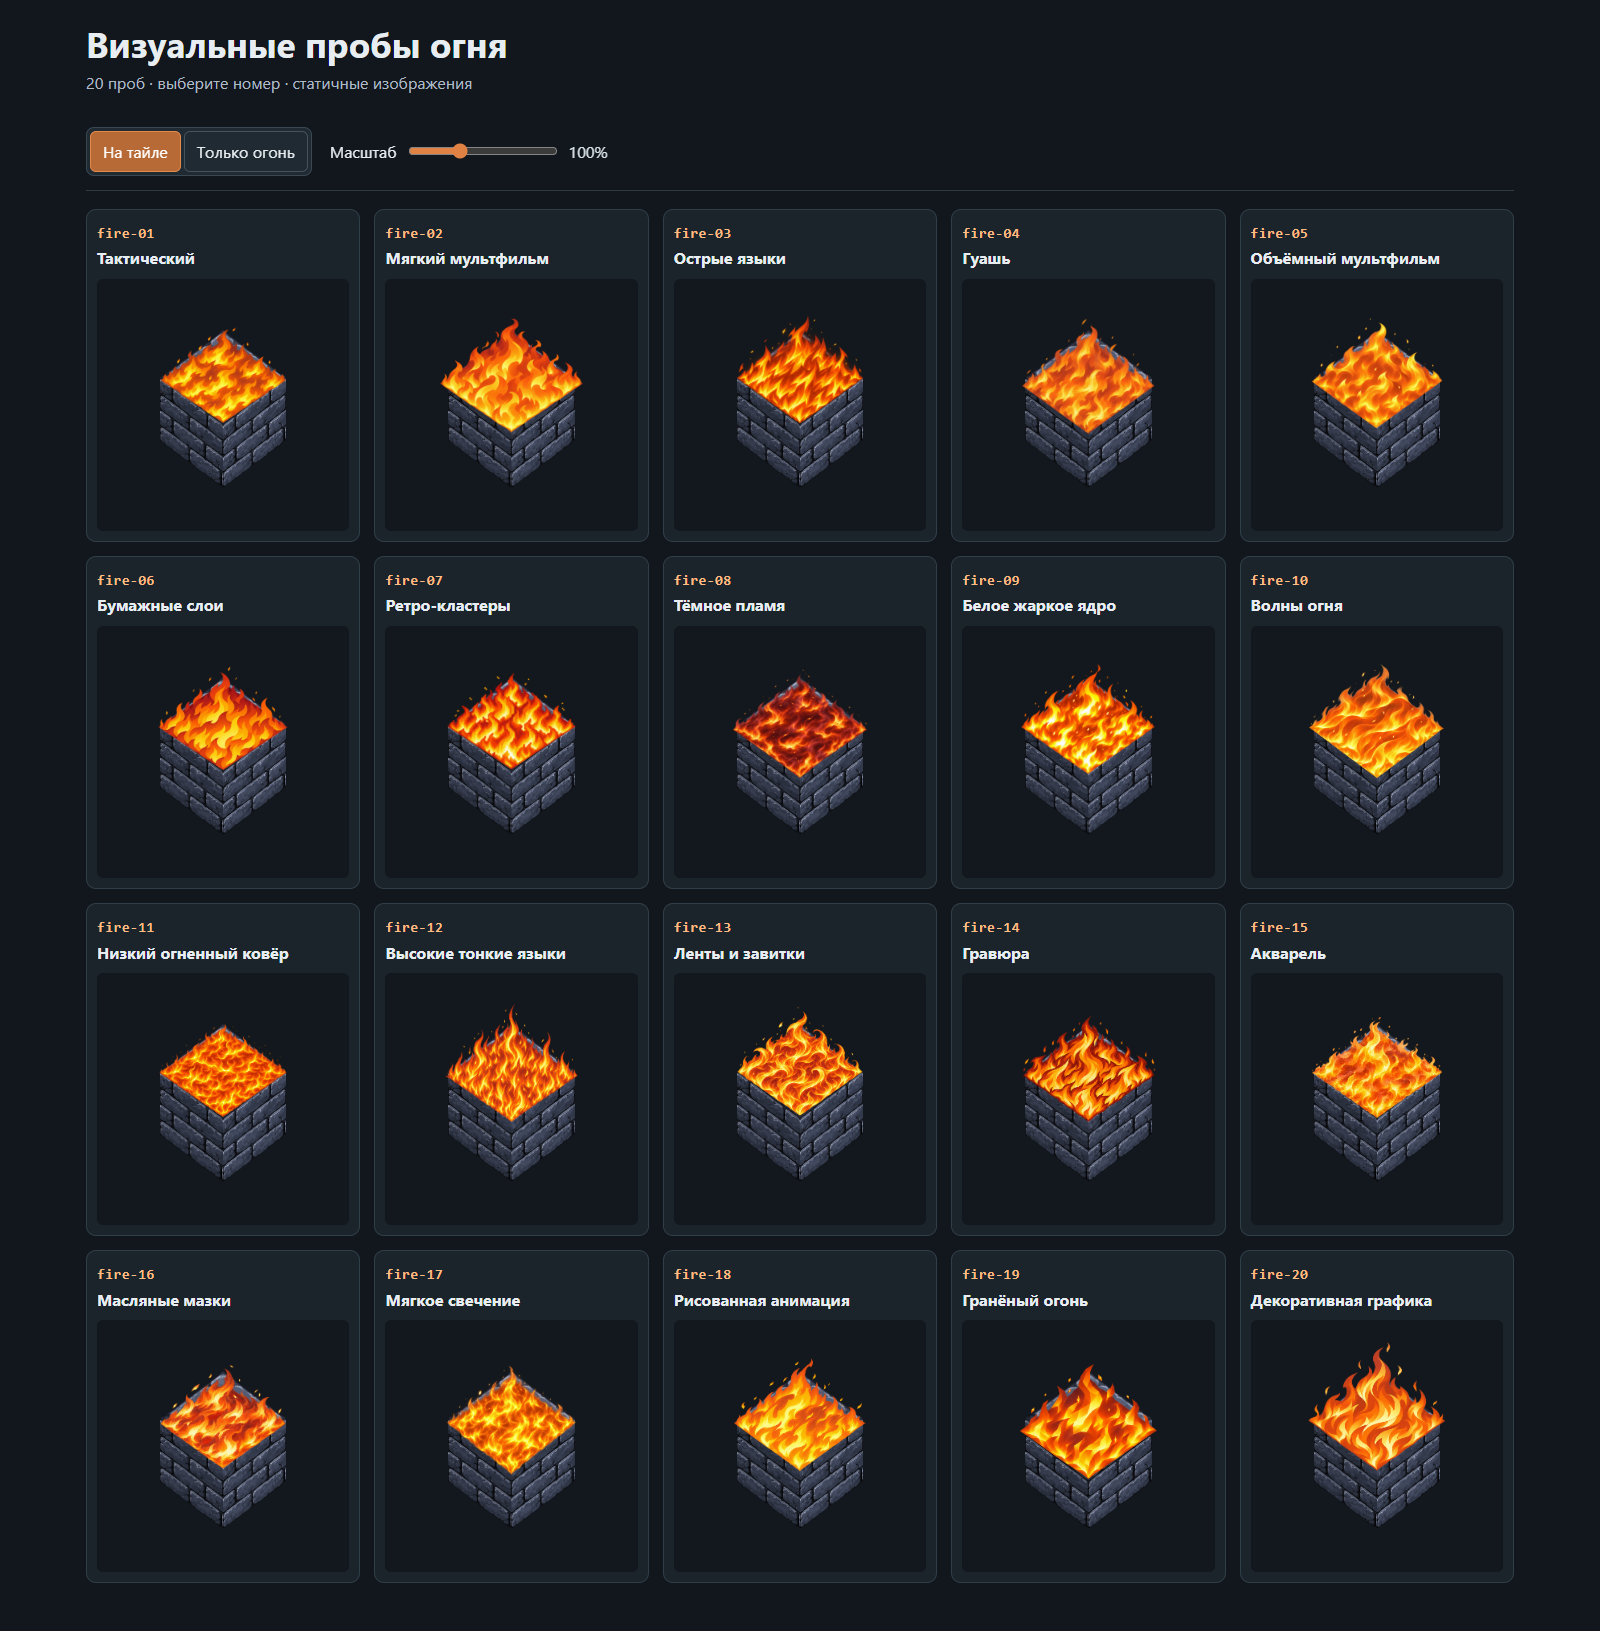 Визуальные пробы огня
20 проб · выберите номер · статичные изображения
На тайле Только огонь Масштаб 100%
fire-01 fire-02 fire-03 fire-04 fire-05
Тактический Мягкий мультфильм Острые языки Гуашь Объёмный мультфильм
fire-06 fire-07 fire-08 fire-09 fire-10
Бумажные слои Ретро-кластеры Тёмное пламя Белое жаркое ядро Волны огня
fire-11 fire-12 fire-13 fire-14 fire-15
Низкий огненный ковёр Высокие тонкие языки Ленты и завитки Гравюра Акварель
fire-16 fire-17 fire-18 fire-19 fire-20
Масляные мазки Мягкое свечение Рисованная анимация Гранёный огонь Декоративная графика